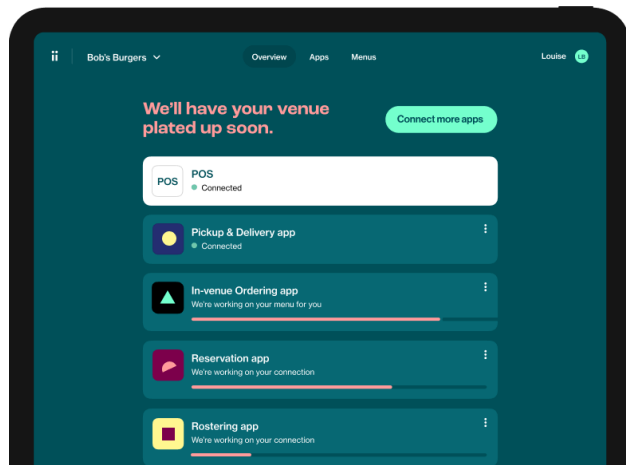 ii
Bob's Burgers
Overview
Apps
Menus
Louise
LB
We'll have your venue
plated up soon.
Connect more apps
POS
POS
Connected
Pickup & Delivery app
Connected
In-venue Ordering app
We're working on your menu for you
Reservation app
We're working on your connection
Rostering app
We're working on your connection